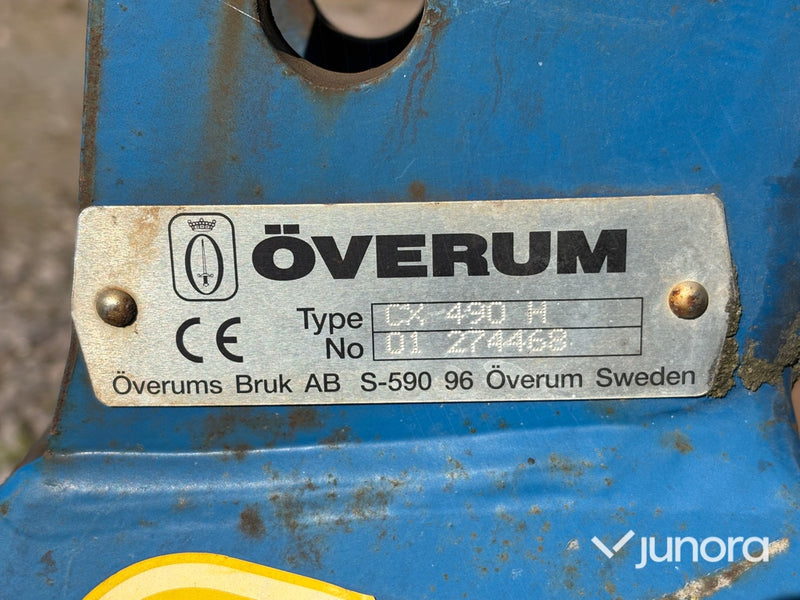 ÖVERUM
CE
Type CX 490 H
No 01 274468
Överums Bruk AB S-590 96 Överum Sweden
junora